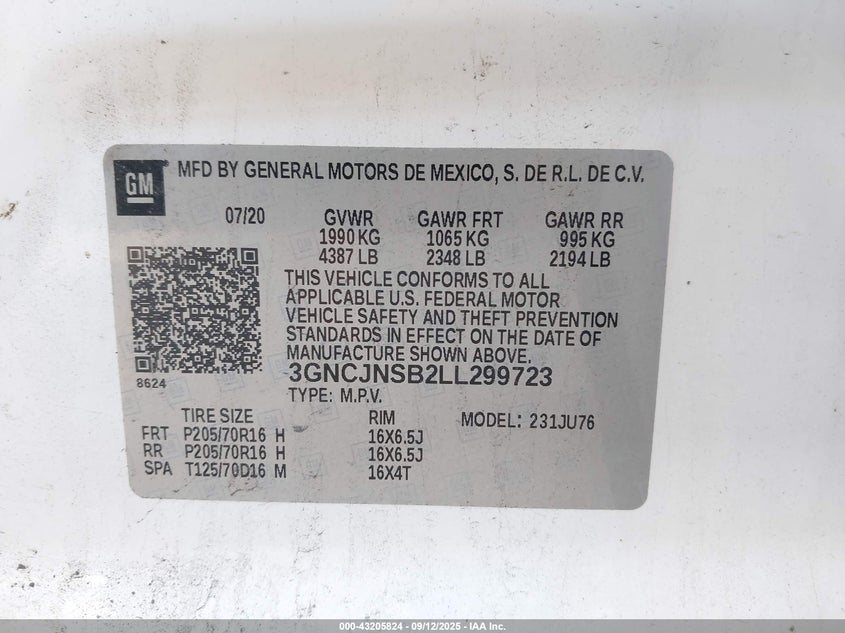 GM ® MFD BY GENERAL MOTORS DE MEXICO, S. DE R.L. DE C.V.
07/20 GVWR GAWR FRT GAWR RR
1990 KG 1065 KG 995 KG
4387 LB 2348 LB 2194 LB
THIS VEHICLE CONFORMS TO ALL
APPLICABLE U.S. FEDERAL MOTOR
VEHICLE SAFETY AND THEFT PREVENTION
STANDARDS IN EFFECT ON THE DATE OF
MANUFACTURE SHOWN ABOVE.
3GNCJNSB2LL299723
8624
TYPE: M.P.V.
TIRE SIZE RIM MODEL: 231JU76
FRT P205/70R16 H 16X6.5J
RR P205/70R16 H 16X6.5J
SPA T125/70D16 M 16X4T
000-43205824 - 09/12/2025 - IAA Inc.